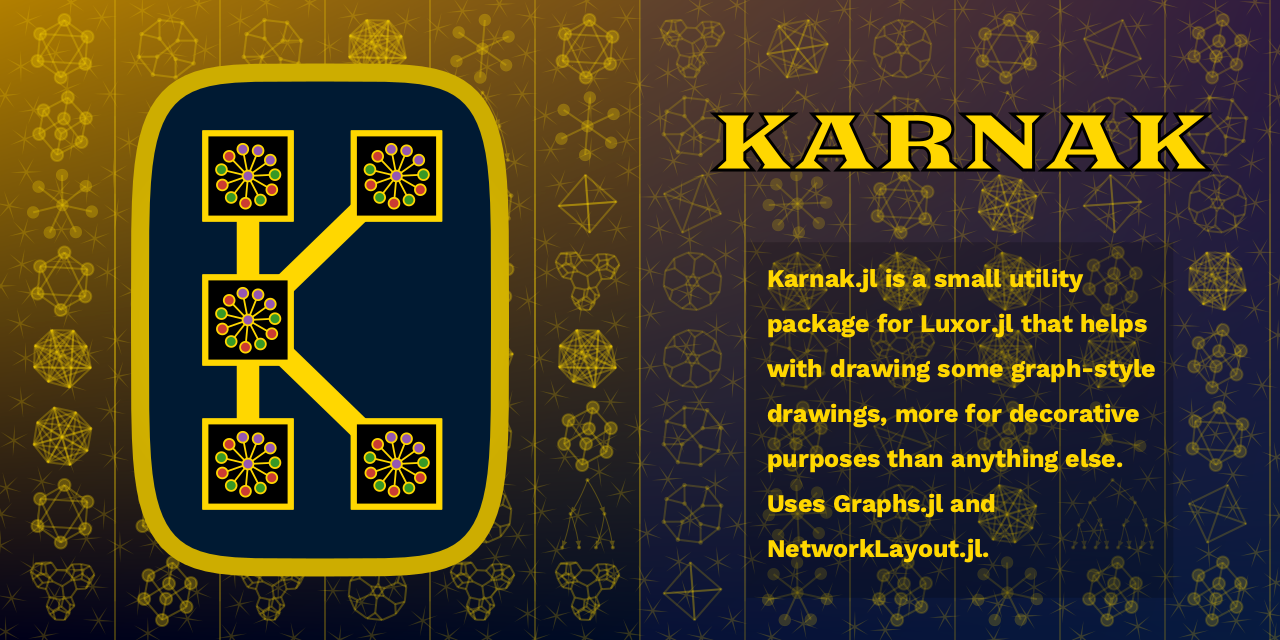 KARNAK
Karnak.jl is a small utility
package for Luxor.jl that helps
with drawing some graph-style
drawings, more for decorative
purposes than anything else.
Uses Graphs.jl and
NetworkLayout.jl.